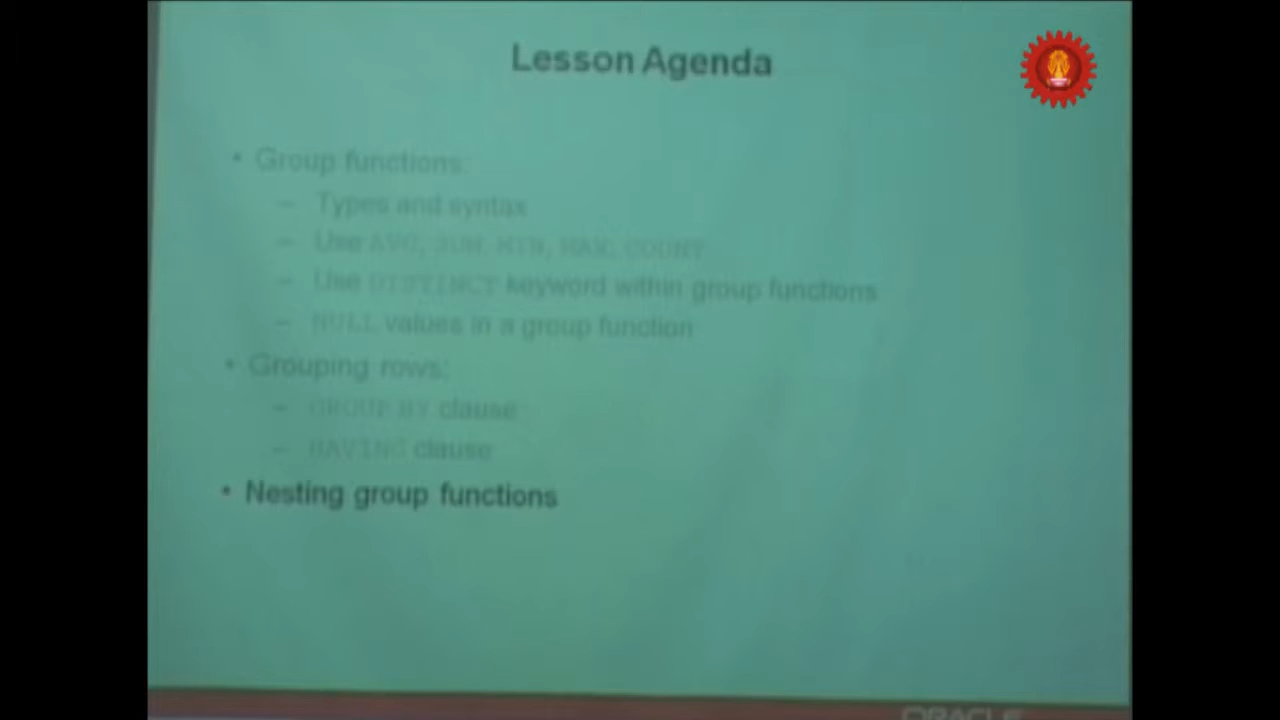 Lesson Agenda
• Group functions:
– Types and syntax
– Use AVG, SUM, MIN, MAX, COUNT
– Use DISTINCT keyword within group functions
– NULL values in a group function
• Grouping rows:
– GROUP BY clause
– HAVING clause
• Nesting group functions
ORACLE